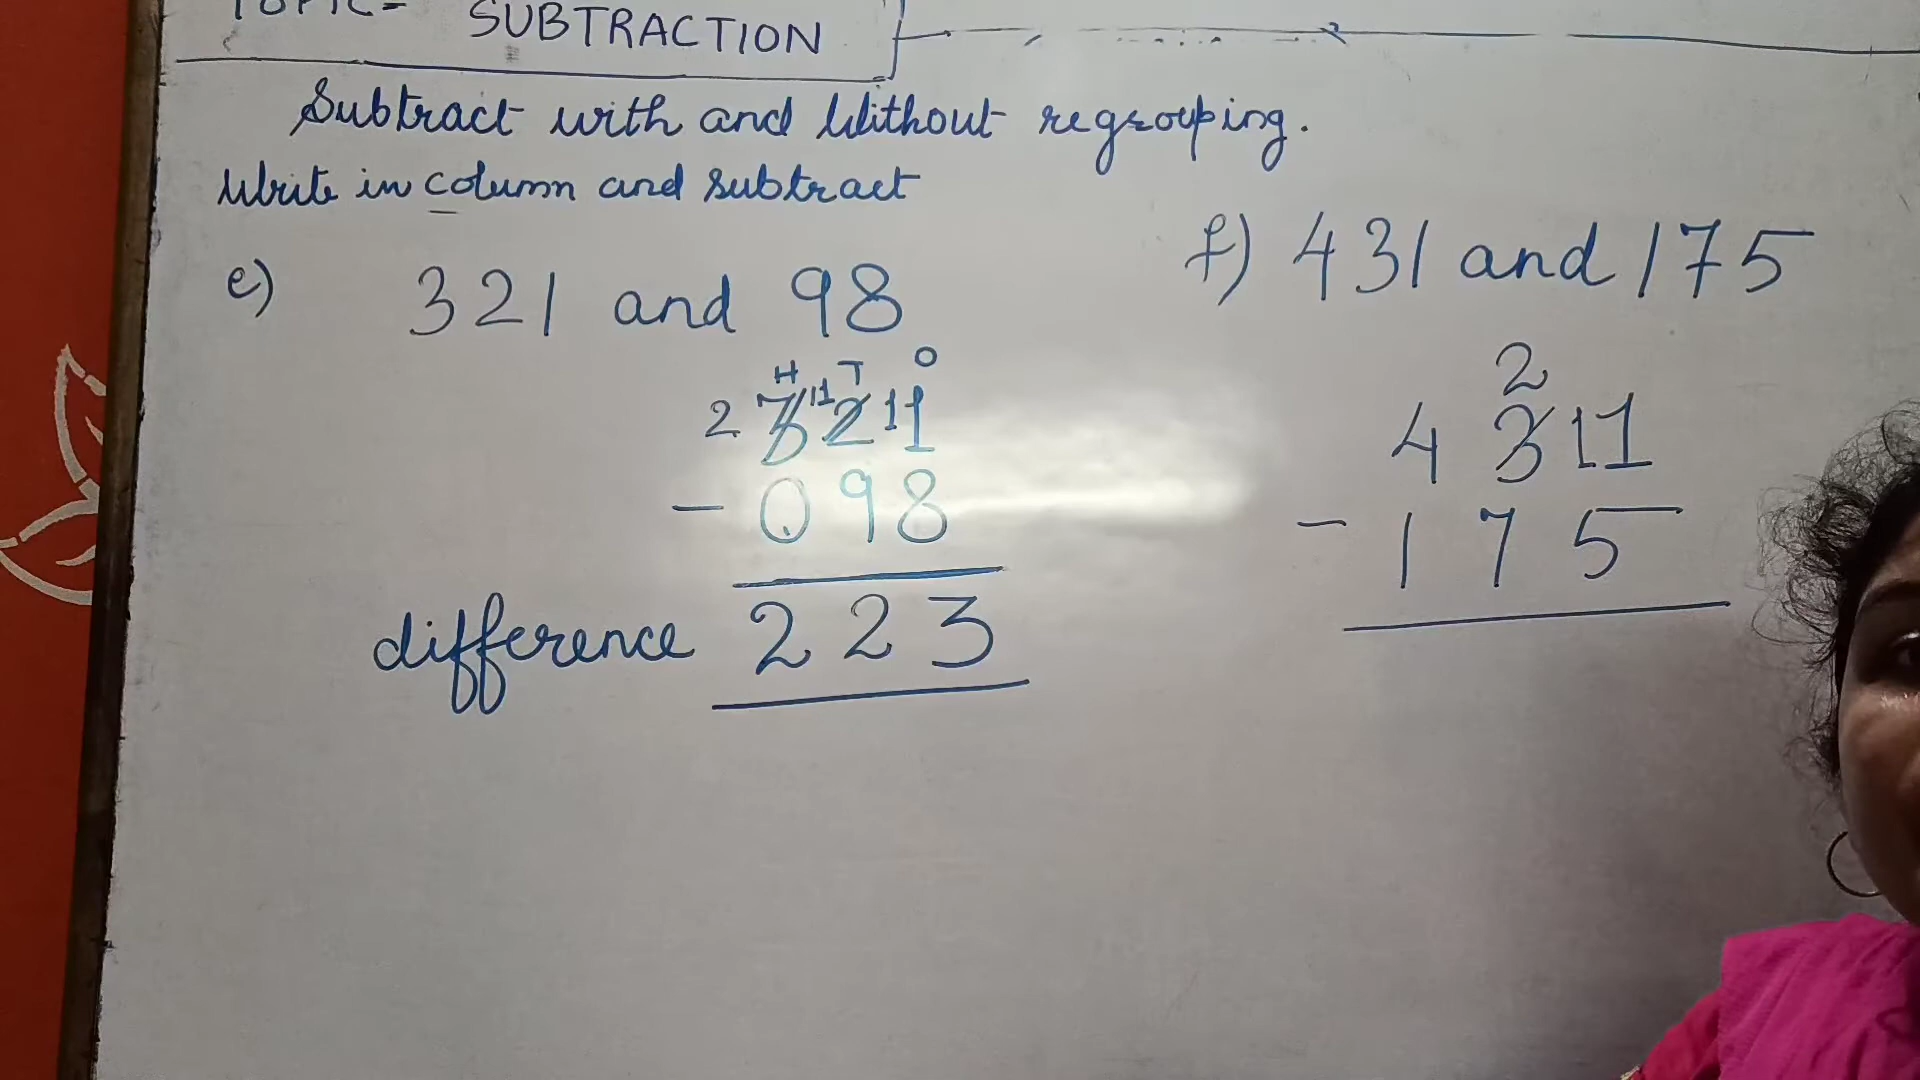 TOPIC= SUBTRACTION
Subtract with and Without regrouping.
Write in column and subtract
e) 321 and 98
H T O
2 3 11 2 11
- 0 9 8
difference 2 2 3
f) 431 and 175
2
4 3 11
- 1 7 5